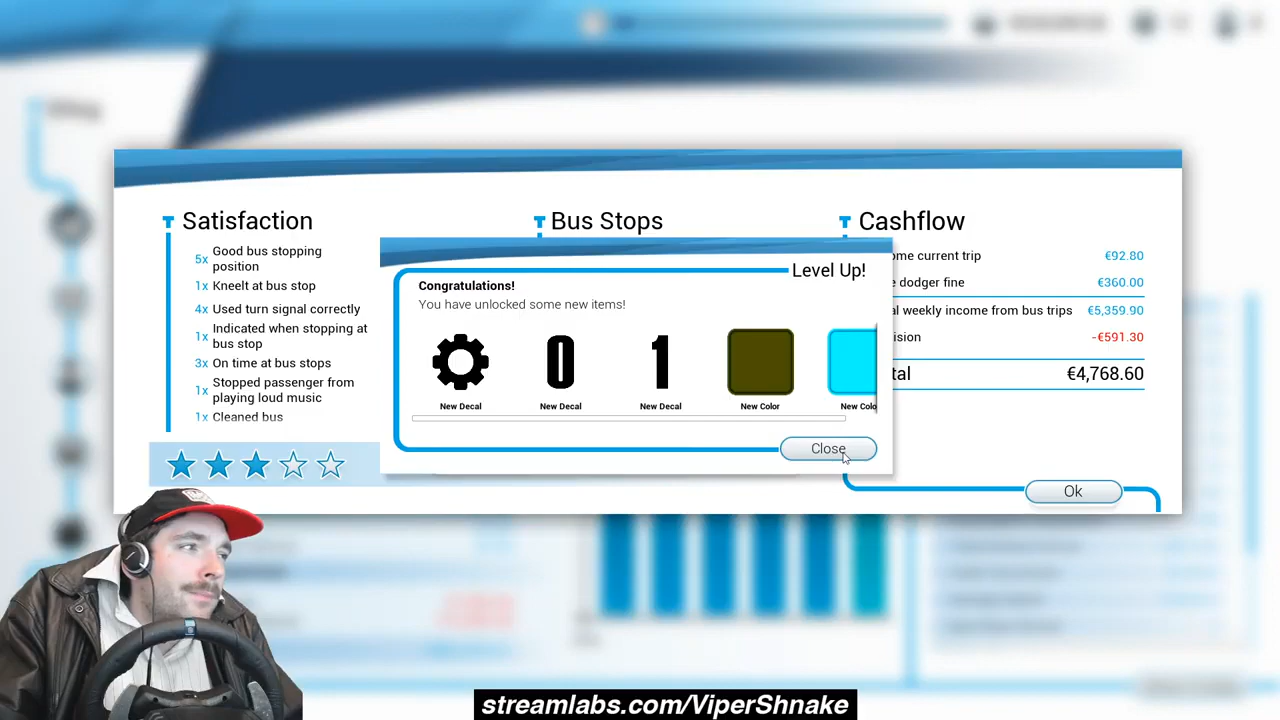 Satisfaction
5x Good bus stopping
position
1x Kneelt at bus stop
4x Used turn signal correctly
1x Indicated when stopping at
bus stop
3x On time at bus stops
1x Stopped passenger from
playing loud music
1x Cleaned bus
Bus Stops
Level Up!
Congratulations!
You have unlocked some new items!
0 1
New Decal New Decal New Decal New Color New Colo
Close
Cashflow
ome current trip €92.80
e dodger fine €360.00
al weekly income from bus trips €5,359.90
ision -€591.30
tal €4,768.60
Ok
streamlabs.com/ViperShnake